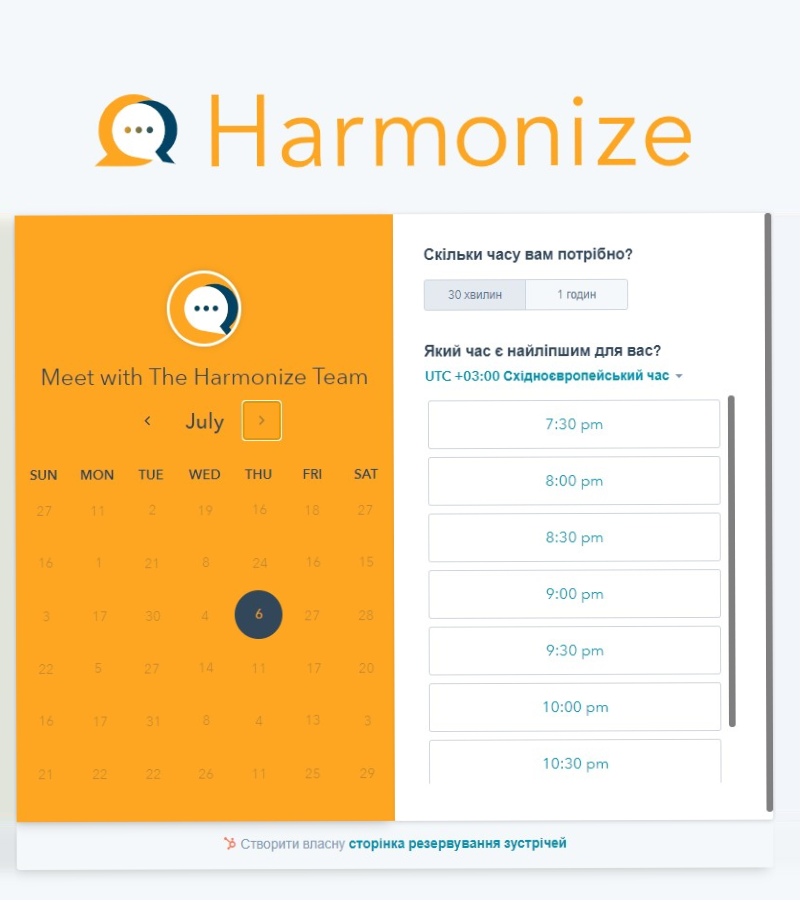 Harmonize
Meet with The Harmonize Team
July
SUN MON TUE WED THU FRI SAT
27 11 2 19 16 18 27
16 1 21 8 24 16 15
3 17 30 4 6 27 28
22 5 27 14 11 17 20
16 17 31 8 4 13 3
21 22 22 26 11 25 29
Скільки часу вам потрібно?
30 хвилин 1 годин
Який час є найліпшим для вас?
UTC +03:00 Східноєвропейський час
7:30 pm
8:00 pm
8:30 pm
9:00 pm
9:30 pm
10:00 pm
10:30 pm
Створити власну сторінка резервування зустрічей